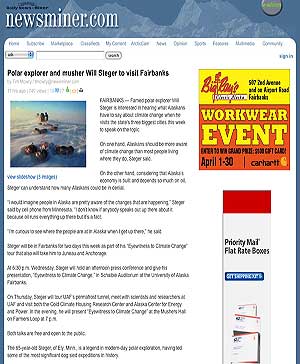 Daily News - Miner
newsminer.com
Home Subscribe Marketplace Classifieds My Content ArcticCam News Opinion Sports Features Community
sign in
Polar explorer and musher Will Steger to visit Fairbanks
FAIRBANKS — Famed polar explorer Will
Steger is interested in hearing what Alaskans
have to say about climate change when he
visits the state's three biggest cities this week
to speak on the topic.
On one hand, Alaskans should be more aware
of climate change than most people living
where they do, Steger said.
On the other hand, considering that Alaska's
economy is built and depends so much on oil,
view slideshow (3 images)
Steger can understand how many Alaskans could be in denial.
"I would imagine people in Alaska are pretty aware of the changes that are happening," Steger
said by cell phone from Minnesota. "I don't know if anybody speaks out up there about it
because oil runs everything up there but it's a fact.
"I'm curious to see where the people are at in Alaska when I get up there," he said.
Steger will be in Fairbanks for two days this week as part of his "Eyewitness to Climate Change"
tour that also will take him to Juneau and Anchorage.
At 6:30 p.m. Wednesday, Steger will hold an afternoon press conference and give his
presentation, "Eyewitness to Climate Change," in Schaible Auditorium of the University of Alaska
Fairbanks.
On Thursday, Steger will tour UAF's permafrost tunnel, meet with scientists and researchers at
UAF and visit both the Cold Climate Housing Research Center and Alaska Center for Energy
and Power. In the evening, he will present "Eyewitness to Climate Change" at the Mushers Hall
on Farmers Loop at 7 p.m.
Both talks are free and open to the public.
The 65-year-old Steger, of Ely, Minn., is a legend in modern-day polar exploration, having led
some of the most significant dog sled expeditions in history.
Big Ray's
507 2nd Avenue
and on Airport Road
Fairbanks
WORKWEAR
EVENT
ENTER TO WIN GRAND PRIZE: $500 GIFT CARD!
April 1-30
carhartt
Priority Mail
Flat Rate Boxes
GET SHIPPING KIT